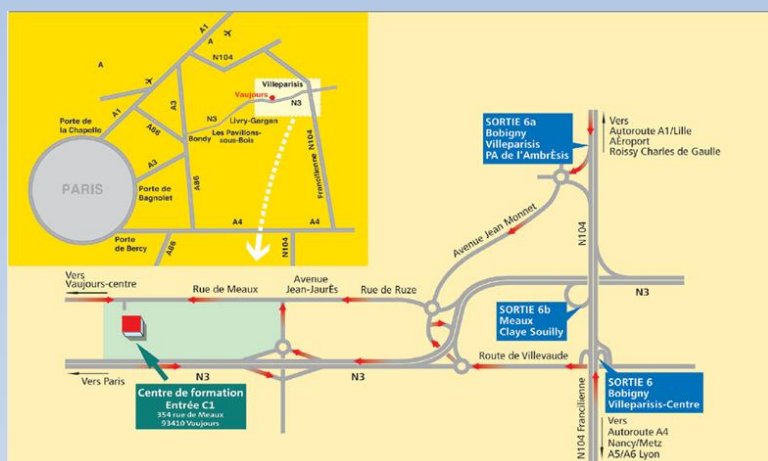 A1
A
N104
A
Villeparisis
Vaujours
N3
A1
A3
Porte de
la Chapelle
A86
N3
Livry-Gargan
Bondy
Les Pavillons-
sous-Bois
N104
Francilienne
PARIS
A3
A86
Porte de
Bagnolet
A4
A4
Porte
de Bercy
A86
N104
SORTIE 6a
Bobigny
Villeparisis
PA de l'AmbrÈsis
Vers
Autoroute A1/Lille
AÈroport
Roissy Charles de Gaulle
N104
Avenue Jean Monnet
Vers
Vaujours-centre
Rue de Meaux
Avenue
Jean-JaurËs
Rue de Ruze
N3
SORTIE 6b
Meaux
Claye Souilly
Route de Villevaude
N3
N3
Vers Paris
Centre de formation
Entrée C1
354 rue de Meaux
93410 Vaujours
SORTIE 6
Bobigny
Villeparisis-Centre
N104 Francilienne
Vers
Autoroute A4
Nancy/Metz
A5/A6 Lyon